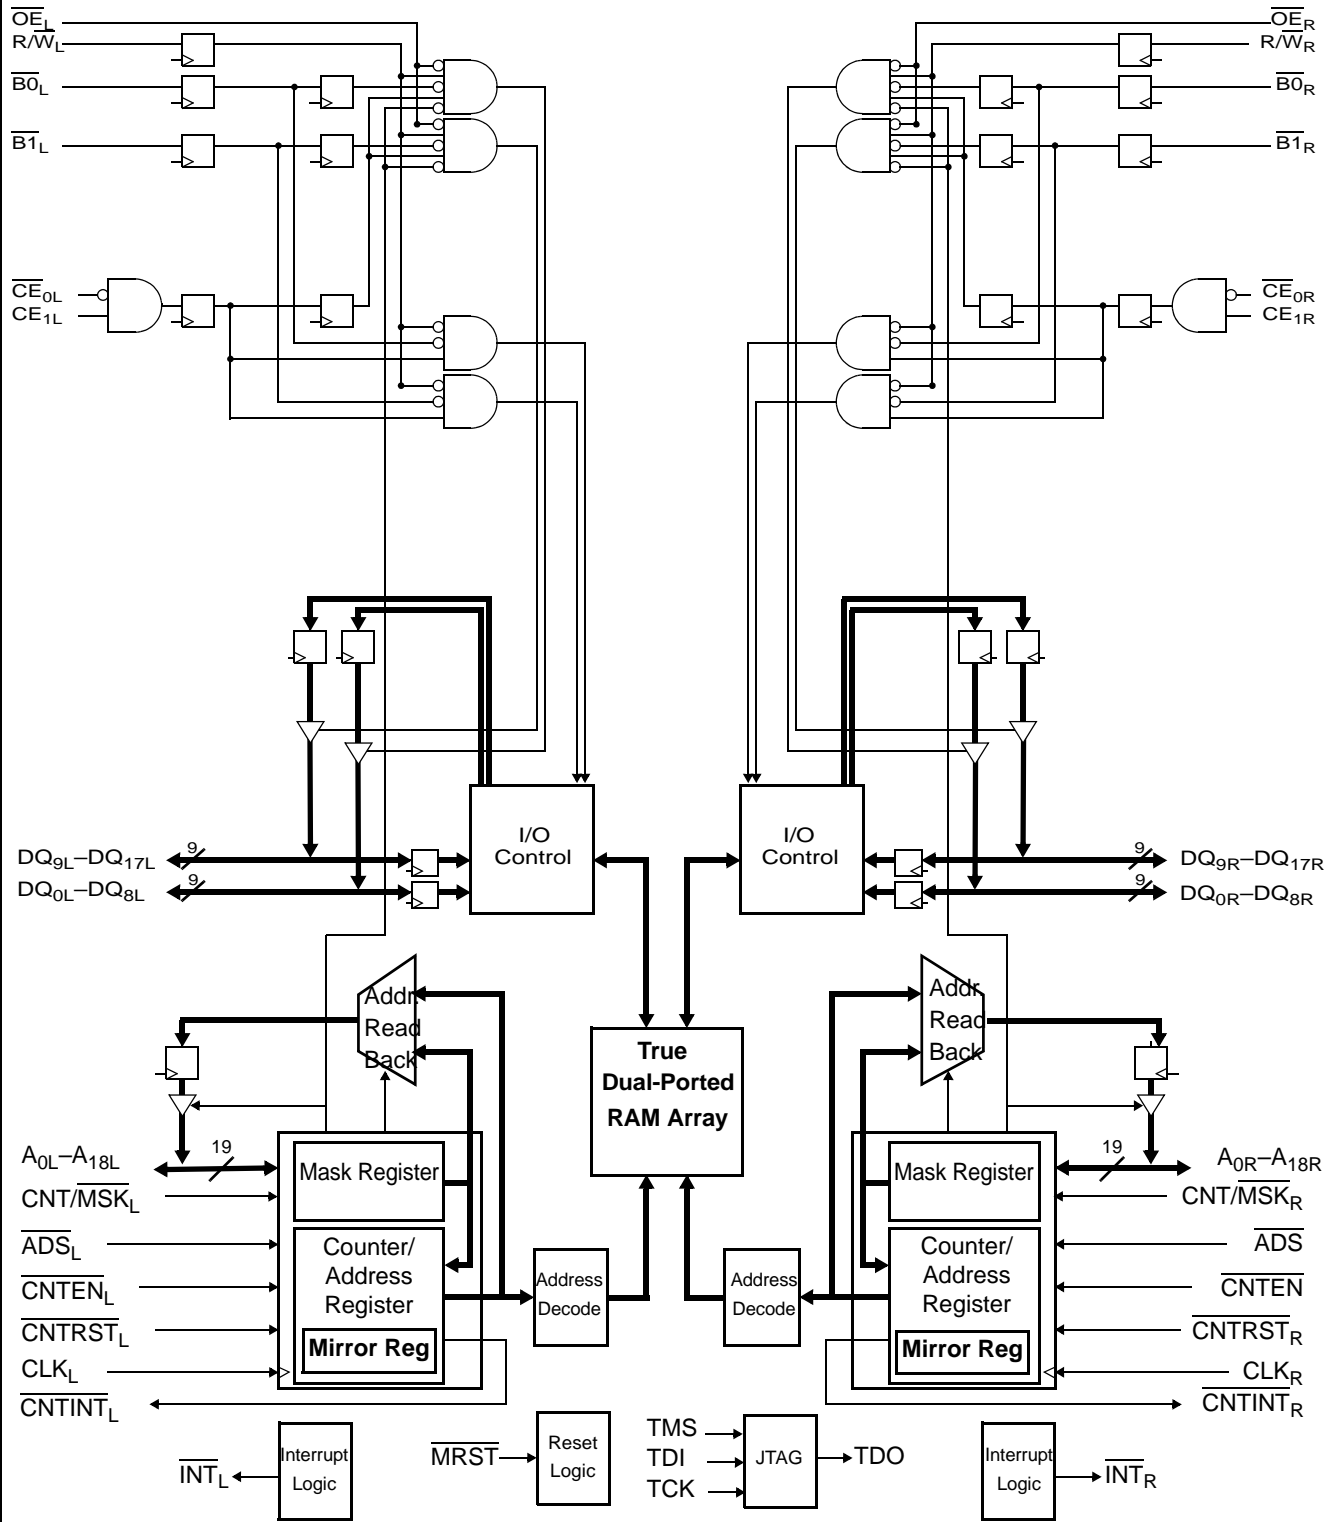 OE_L
R/W_L
B0_L
B1_L
CE_0L
CE_1L
OE_R
R/W_R
B0_R
B1_R
CE_0R
CE_1R
I/O
Control
I/O
Control
DQ_9L–DQ_17L
9
DQ_0L–DQ_8L
9
9
DQ_9R–DQ_17R
9
DQ_0R–DQ_8R
Addr.
Read
Back
Addr.
Read
Back
True
Dual-Ported
RAM Array
A_0L–A_18L
19
CNT/MSK_L
ADS_L
CNTEN_L
CNTRST_L
CLK_L
CNTINT_L
Mask Register
Counter/
Address
Register
Mirror Reg
Address
Decode
Address
Decode
Mask Register
Counter/
Address
Register
Mirror Reg
19
A_0R–A_18R
CNT/MSK_R
ADS
CNTEN
CNTRST_R
CLK_R
CNTINT_R
INT_L
Interrupt
Logic
MRST
Reset
Logic
TMS
TDI
TCK
JTAG
TDO
Interrupt
Logic
INT_R